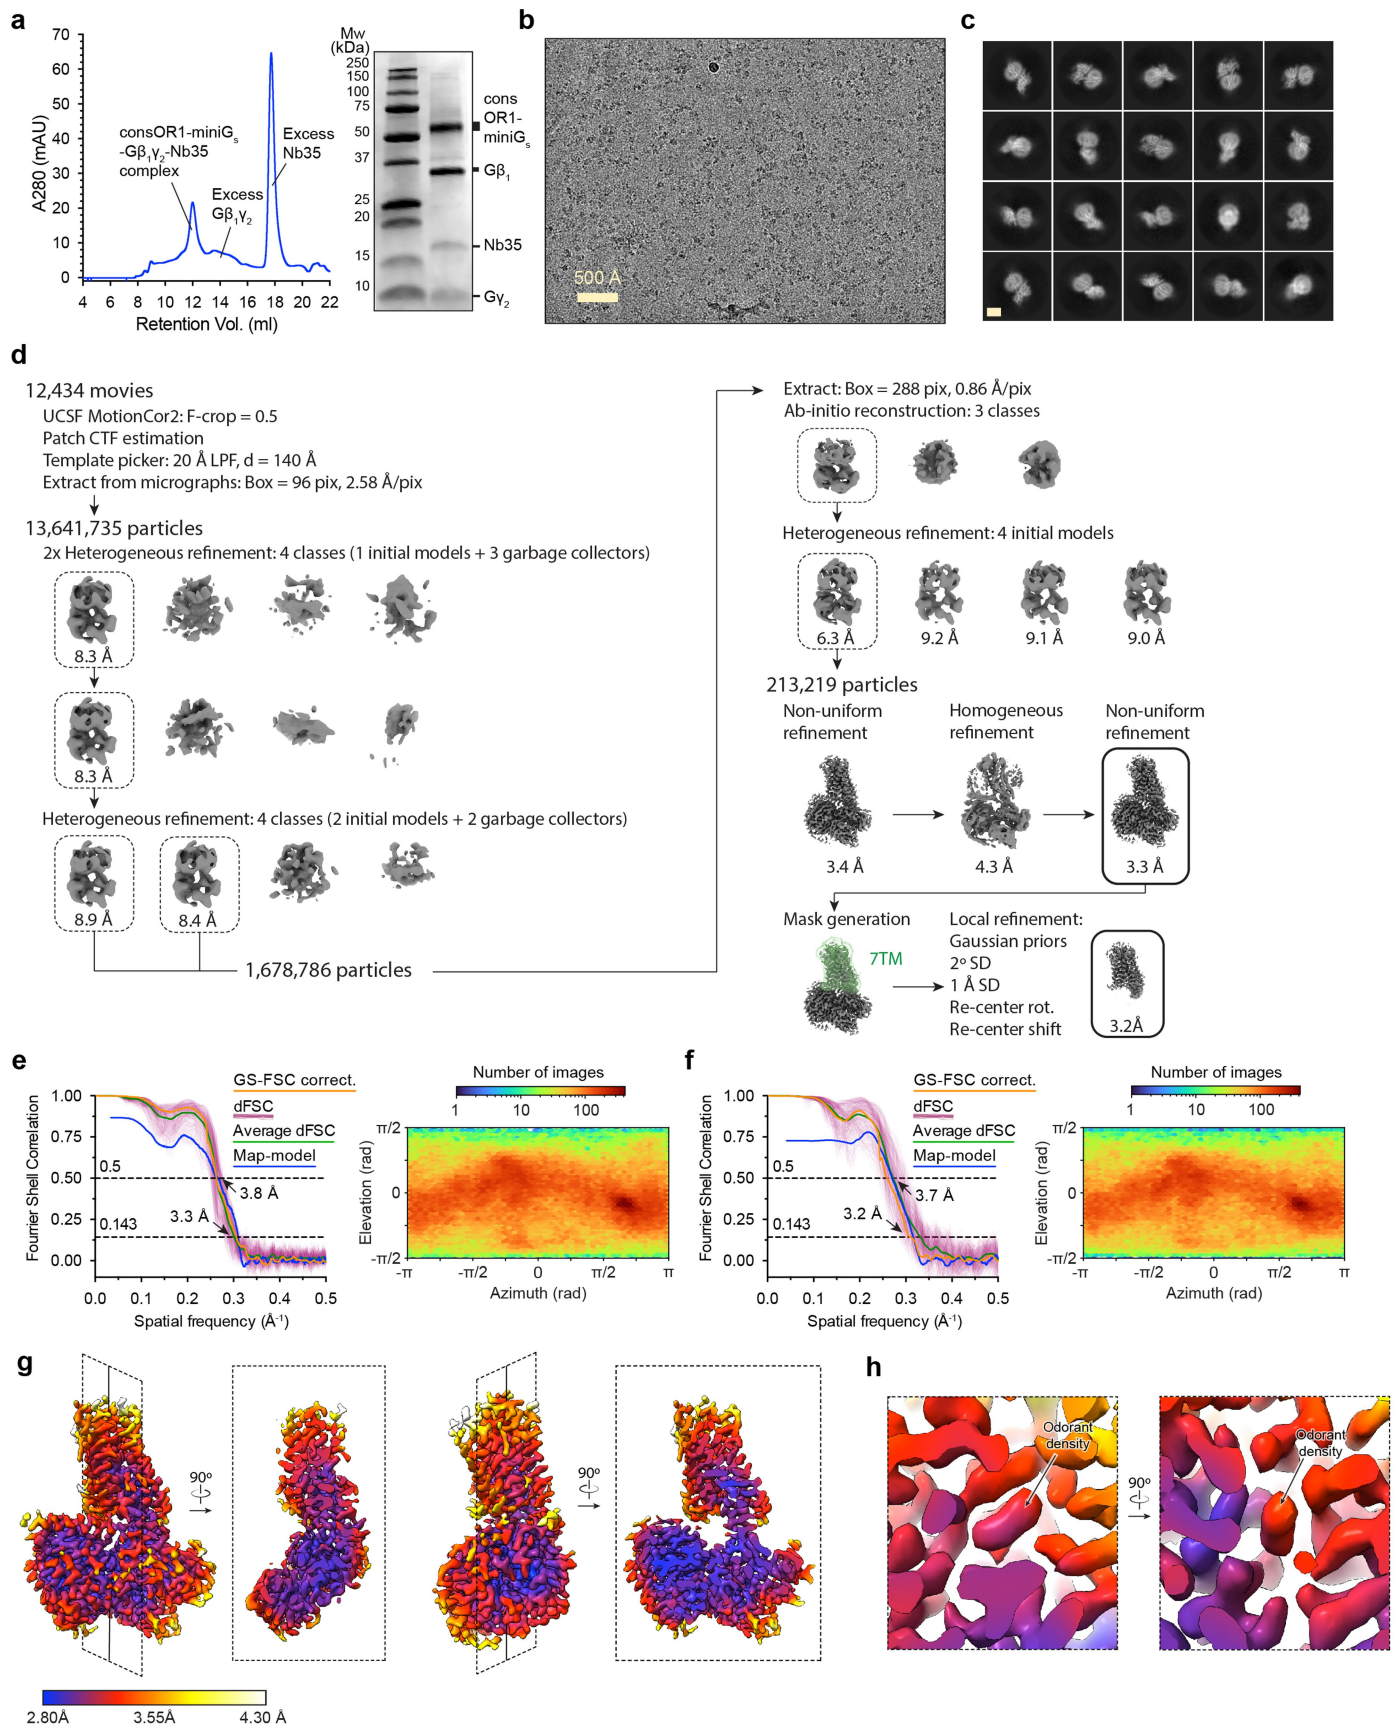 a
A280 (mAU)
70
60
50
40
30
20
10
0
4 6 8 10 12 14 16 18 20 22
Retention Vol. (ml)
consOR1-miniGs
-Gβ1γ2-Nb35
complex
Excess
Gβ1γ2
Excess
Nb35
Mw
(kDa)
250
150
100
75
50
37
25
20
15
10
cons
OR1-
miniGs
Gβ1
Nb35
Gγ2
b
500 Å
c
d
12,434 movies
UCSF MotionCor2: F-crop = 0.5
Patch CTF estimation
Template picker: 20 Å LPF, d = 140 Å
Extract from micrographs: Box = 96 pix, 2.58 Å/pix
13,641,735 particles
2x Heterogeneous refinement: 4 classes (1 initial models + 3 garbage collectors)
8.3 Å
8.3 Å
Heterogeneous refinement: 4 classes (2 initial models + 2 garbage collectors)
8.9 Å
8.4 Å
1,678,786 particles
Extract: Box = 288 pix, 0.86 Å/pix
Ab-initio reconstruction: 3 classes
Heterogeneous refinement: 4 initial models
6.3 Å
9.2 Å
9.1 Å
9.0 Å
213,219 particles
Non-uniform
refinement
Homogeneous
refinement
Non-uniform
refinement
3.4 Å
4.3 Å
3.3 Å
Mask generation
7TM
Local refinement:
Gaussian priors
2º SD
1 Å SD
Re-center rot.
Re-center shift
3.2Å
e
Fourrier Shell Correlation
1.00
0.75
0.50
0.25
0.00
0.5
0.143
GS-FSC correct.
dFSC
Average dFSC
Map-model
3.8 Å
3.3 Å
0.0 0.1 0.2 0.3 0.4 0.5
Spatial frequency (Å-1)
Number of images
1 10 100
Elevation (rad)
π/2
0
-π/2
-π -π/2 0 π/2 π
Azimuth (rad)
f
Fourrier Shell Correlation
1.00
0.75
0.50
0.25
0.00
0.5
0.143
GS-FSC correct.
dFSC
Average dFSC
Map-model
3.7 Å
3.2 Å
0.0 0.1 0.2 0.3 0.4 0.5
Spatial frequency (Å-1)
Number of images
1 10 100
Elevation (rad)
π/2
0
-π/2
-π -π/2 0 π/2 π
Azimuth (rad)
g
90º
90º
2.80Å 3.55Å 4.30 Å
h
Odorant
density
90º
Odorant
density